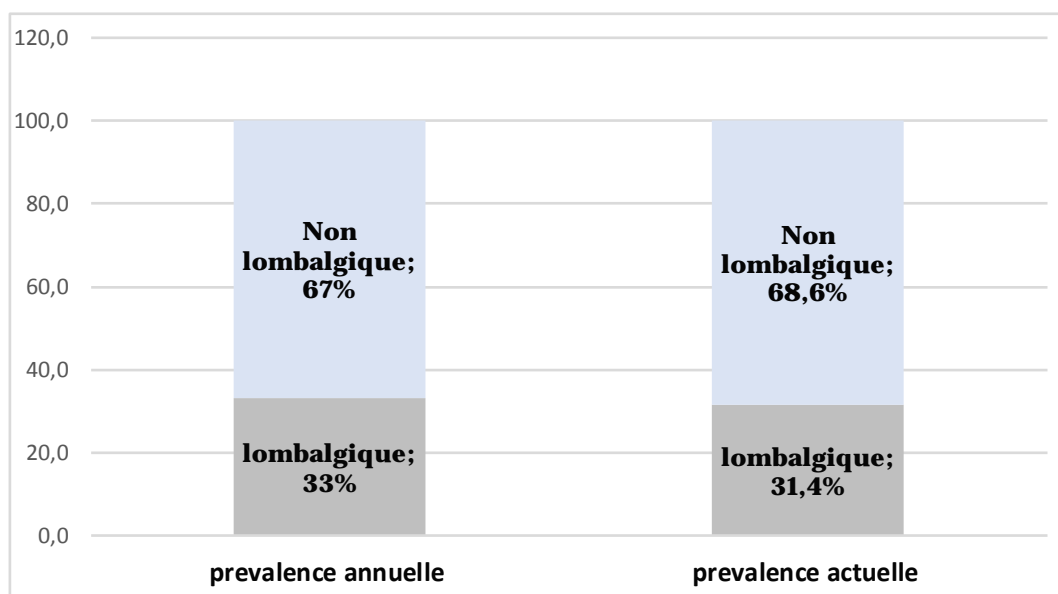 120,0
100,0
80,0
60,0
40,0
20,0
0,0
Non
lombalgique;
67%
lombalgique;
33%
Non
lombalgique;
68,6%
lombalgique;
31,4%
prevalence annuelle
prevalence actuelle